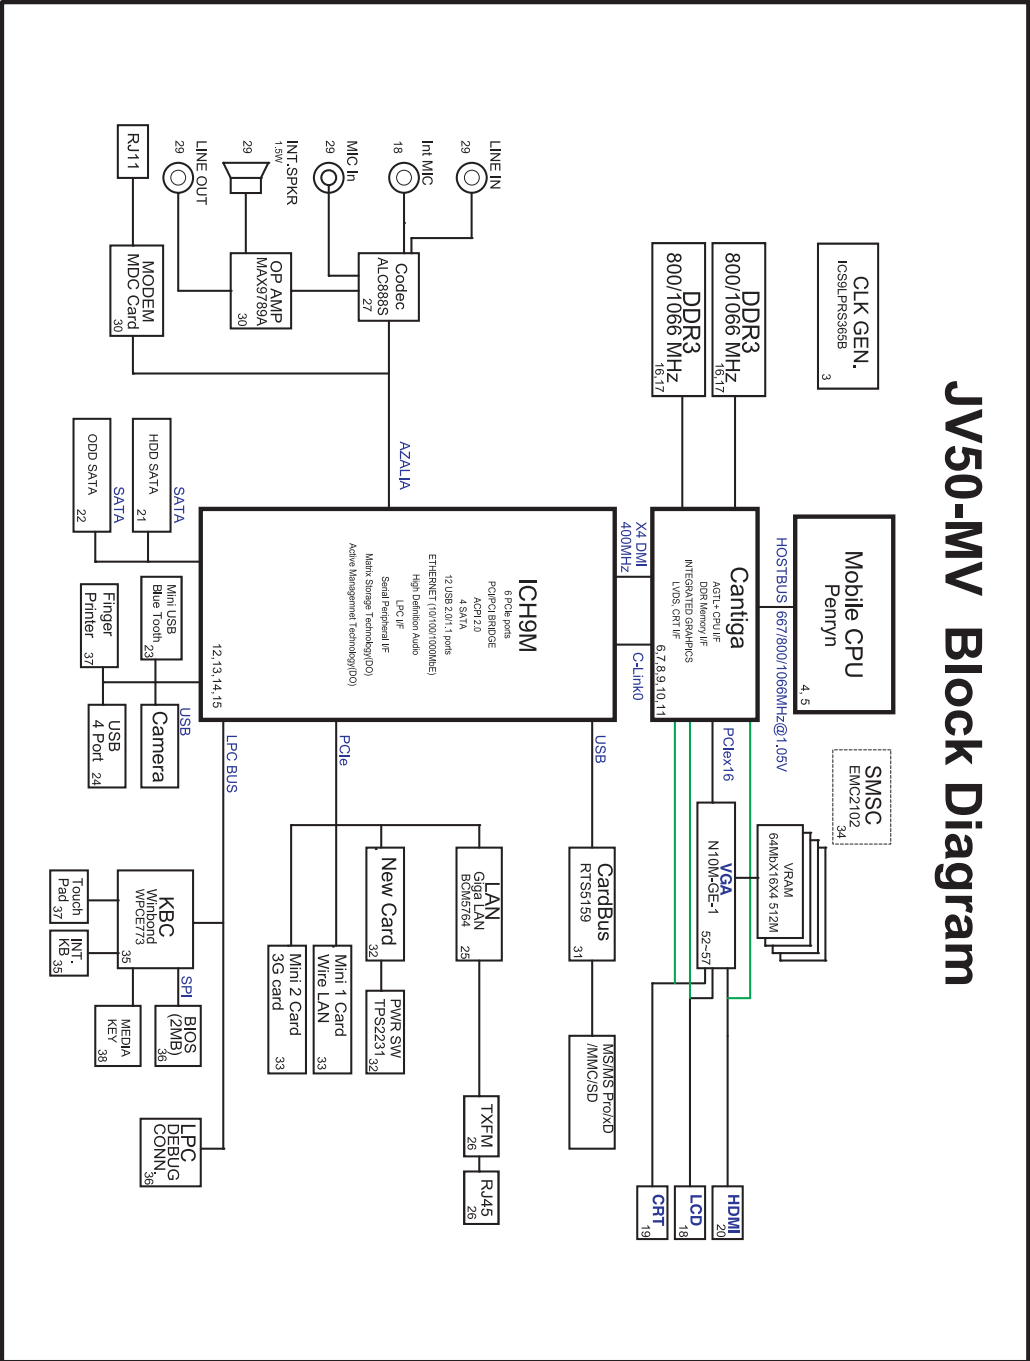 JV50-MV Block Diagram
CLK GEN.
ICS9LPRS365B
3
Mobile CPU
Penryn
4, 5
SMSC
EMC2102
34
HOSTBUS 667/800/1066MHz@1.05V
DDR3
800/1066 MHz
16,17
DDR3
800/1066 MHz
16,17
Cantiga
AGTL+ CPU I/F
DDR Memory I/F
INTEGRATED GRAHPICS
LVDS, CRT I/F
6,7,8,9,10,11
PCIex16
VRAM
64MbX16X4 512M
VGA
N10M-GE-1
52~57
HDMI
20
LCD
18
CRT
19
X4 DMI
400MHz
C-Link0
LINE IN
29
Int MIC
18
MIC In
29
INT.SPKR
1.5W
29
LINE OUT
29
RJ11
Codec
ALC888S
27
OP AMP
MAX9789A
30
MODEM
MDC Card
30
AZALIA
ICH9M
6 PCIe ports
PCI/PCI BRIDGE
ACPI 2.0
4 SATA
12 USB 2.0/1.1 ports
ETHERNET (10/100/1000MbE)
High Definition Audio
LPC I/F
Serial Peripheral I/F
Matrix Storage Technology(DO)
Active Managemnet Technology(DO)
12,13,14,15
USB
CardBus
RTS5159
31
MS/MS Pro/xD
/MMC/SD
LAN
Giga LAN
BCM5764
25
TXFM
26
RJ45
26
PCIe
New Card
32
PWR SW
TPS2231
32
Mini 1 Card
Wire LAN
33
Mini 2 Card
3G card
33
SATA
HDD SATA
21
SATA
ODD SATA
22
USB
Mini USB
Blue Tooth
23
Camera
Finger
Printer
37
USB
4 Port
24
LPC BUS
KBC
Winbond
WPCE773
35
Touch
Pad
37
INT.
KB
35
SPI
BIOS
(2MB)
36
MEDIA
KEY
38
LPC
DEBUG
CONN.
36